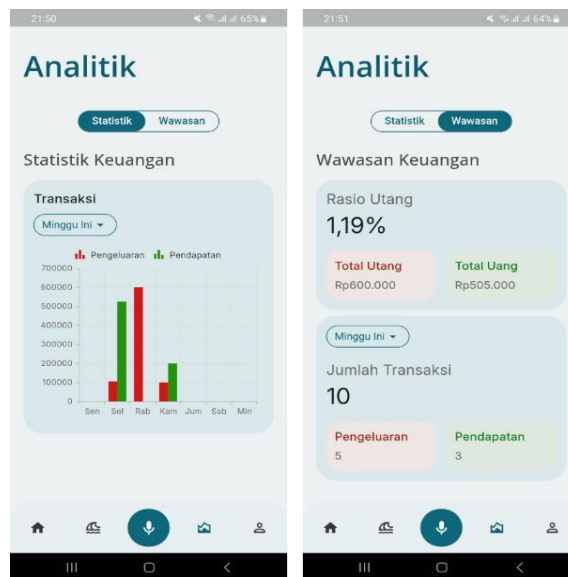 21:50
65%
Analitik
Statistik Wawasan
Statistik Keuangan
Transaksi
Minggu Ini
Pengeluaran Pendapatan
700000
600000
500000
400000
300000
200000
100000
0
Sen Sel Rab Kam Jum Sab Min
21:51
64%
Analitik
Statistik Wawasan
Wawasan Keuangan
Rasio Utang
1,19%
Total Utang Total Uang
Rp600.000 Rp505.000
Minggu Ini
Jumlah Transaksi
10
Pengeluaran Pendapatan
5 3